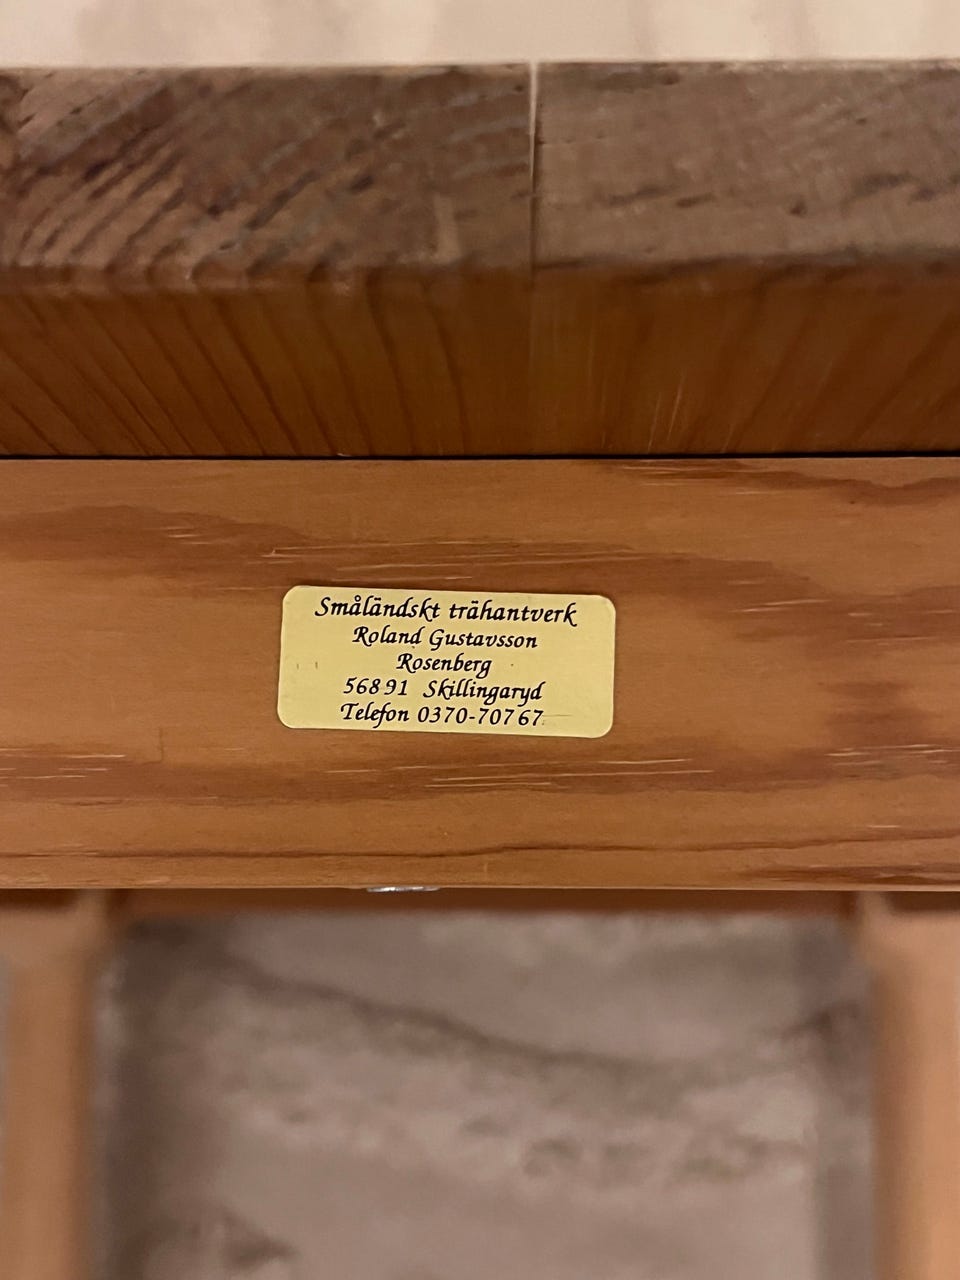 Småländskt trähantverk
Roland Gustavsson
Rosenberg
568 91 Skillingaryd
Telefon 0370-707 67